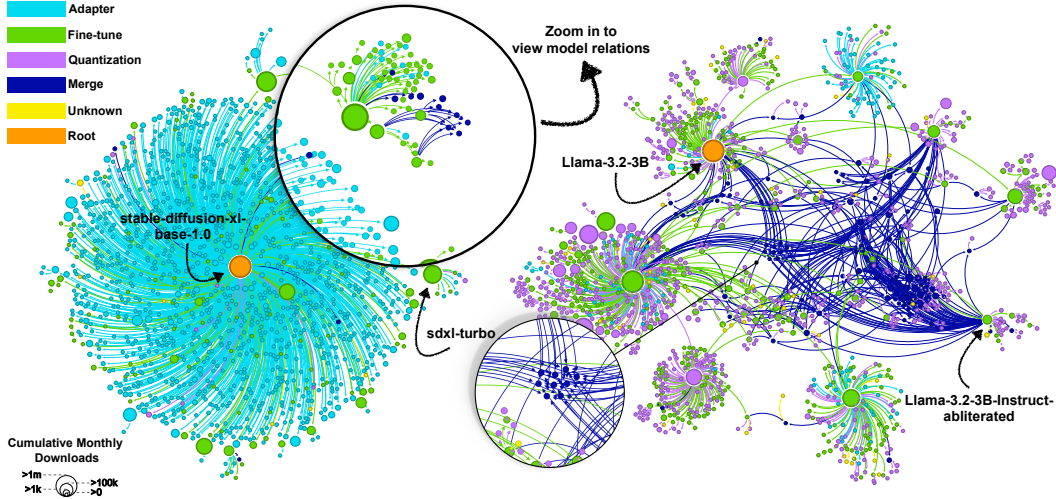 Adapter
Fine-tune
Quantization
Merge
Unknown
Root
Zoom in to
view model relations
Llama-3.2-3B
stable-diffusion-xl-
base-1.0
sdxl-turbo
Llama-3.2-3B-Instruct-
abliterated
Cumulative Monthly
Downloads
>1m
>100k
>1k
>0